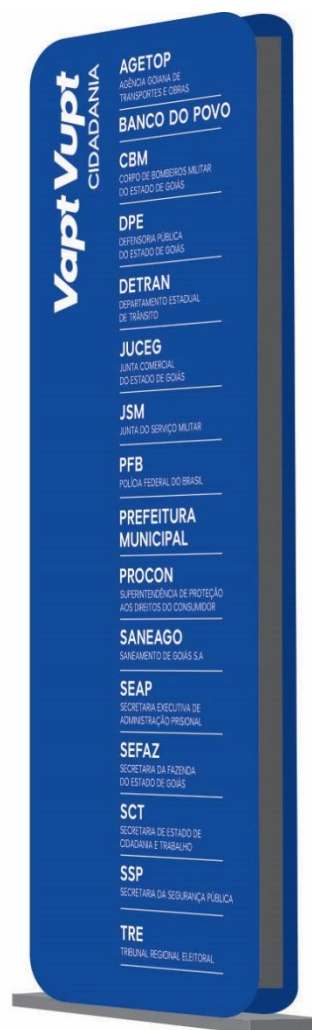 Vapt Vupt
CIDADANIA
AGETOP
AGÊNCIA GOIANA DE
TRANSPORTES E OBRAS
BANCO DO POVO
CBM
CORPO DE BOMBEIROS MILITAR
DO ESTADO DE GOIÁS
DPE
DEFENSORIA PÚBLICA
DO ESTADO DE GOIÁS
DETRAN
DEPARTAMENTO ESTADUAL
DE TRÂNSITO
JUCEG
JUNTA COMERCIAL
DO ESTADO DE GOIÁS
JSM
JUNTA DO SERVIÇO MILITAR
PFB
POLÍCIA FEDERAL DO BRASIL
PREFEITURA
MUNICIPAL
PROCON
SUPERINTENDÊNCIA DE PROTEÇÃO
AOS DIREITOS DO CONSUMIDOR
SANEAGO
SANEAMENTO DE GOIÁS S.A
SEAP
SECRETARIA EXECUTIVA DE
ADMINISTRAÇÃO PRISIONAL
SEFAZ
SECRETARIA DA FAZENDA
DO ESTADO DE GOIÁS
SCT
SECRETARIA DE ESTADO DE
CIDADANIA E TRABALHO
SSP
SECRETARIA DA SEGURANÇA PÚBLICA
TRE
TRIBUNAL REGIONAL ELEITORAL